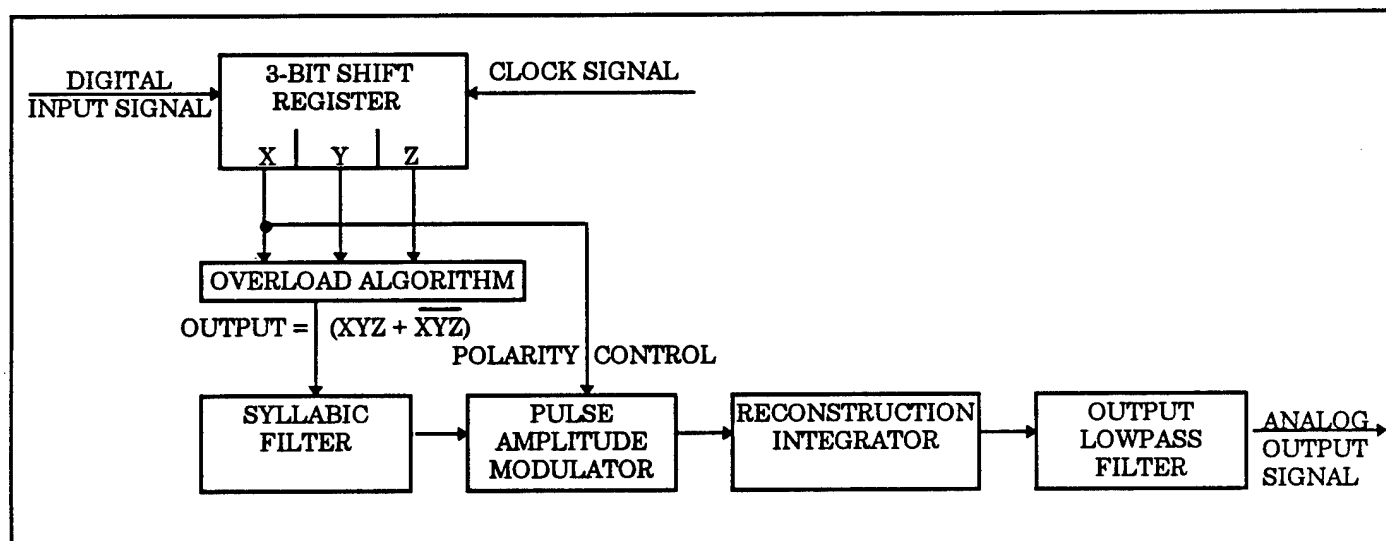 DIGITAL
INPUT SIGNAL
3-BIT SHIFT
REGISTER
X Y Z
CLOCK SIGNAL
OVERLOAD ALGORITHM
OUTPUT = (XYZ + X̅Y̅Z̅)
POLARITY CONTROL
SYLLABIC
FILTER
PULSE
AMPLITUDE
MODULATOR
RECONSTRUCTION
INTEGRATOR
OUTPUT
LOWPASS
FILTER
ANALOG
OUTPUT
SIGNAL